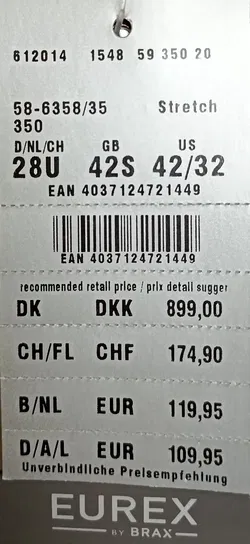 612014 1548 59 350 20
58-6358/35 Stretch
350
D/NL/CH GB US
28U 42S 42/32
EAN 4037124721449
EAN 4037124721449
recommended retail price / prix detail sugger
DK DKK 899,00
CH/FL CHF 174,90
B/NL EUR 119,95
D/A/L EUR 109,95
Unverbindliche Preisempfehlung
EUREX
BY BRAX